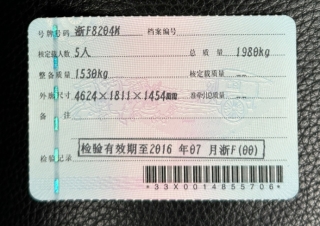 号牌号码 浙F8204M 档案编号
核定载人数 5人 总质量 1980kg
整备质量 1530kg 核定载质量 --
外廓尺寸 4624×1811×1454mm 准牵引总质量 --
备注
检验记录 检验有效期至2016 年07 月浙F(00)
*33X0014855706*